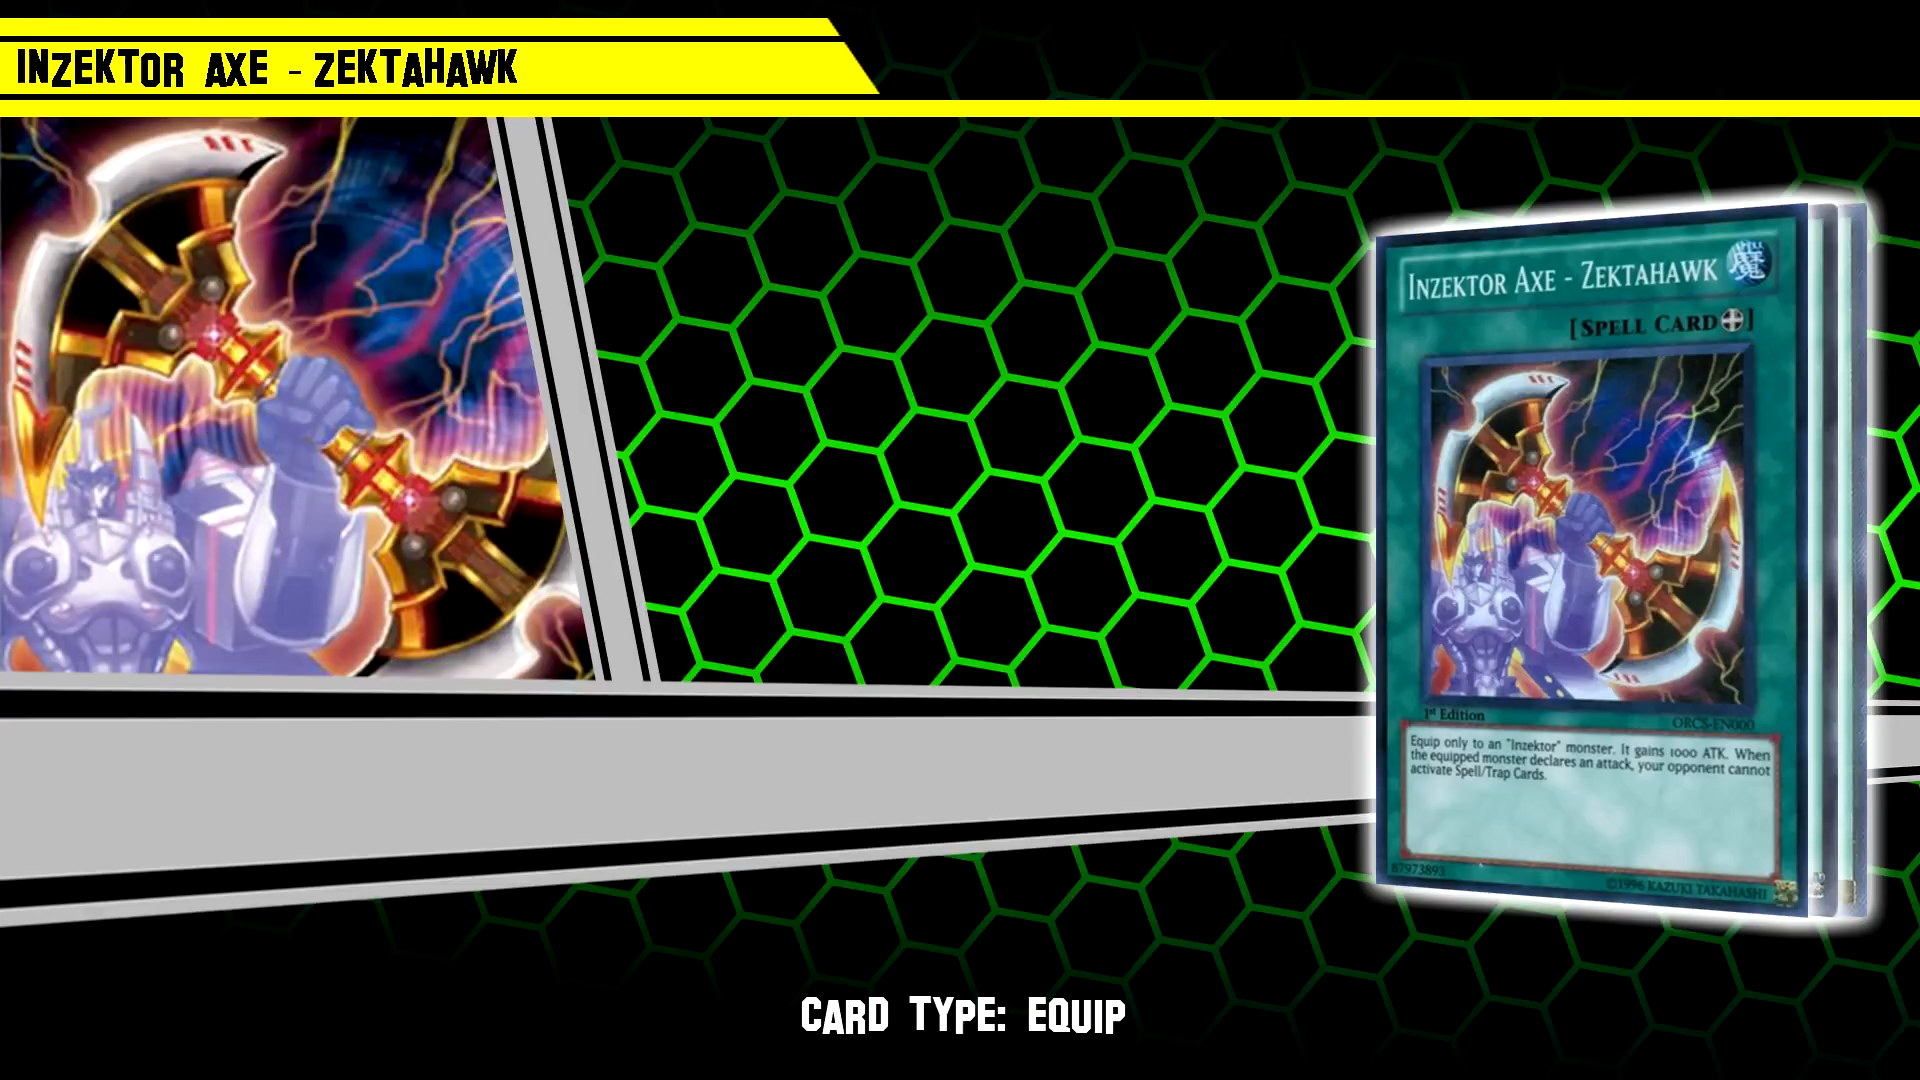 INZEKTOR AXE - ZEKTAHAWK
INZEKTOR AXE - ZEKTAHAWK 魔
[SPELL CARD]
1st Edition
ORCS-EN000
Equip only to an "Inzektor" monster. It gains 1000 ATK. When
the equipped monster declares an attack, your opponent cannot
activate Spell/Trap Cards.
87973893
©1996 KAZUKI TAKAHASHI
CARD TYPE: EQUIP